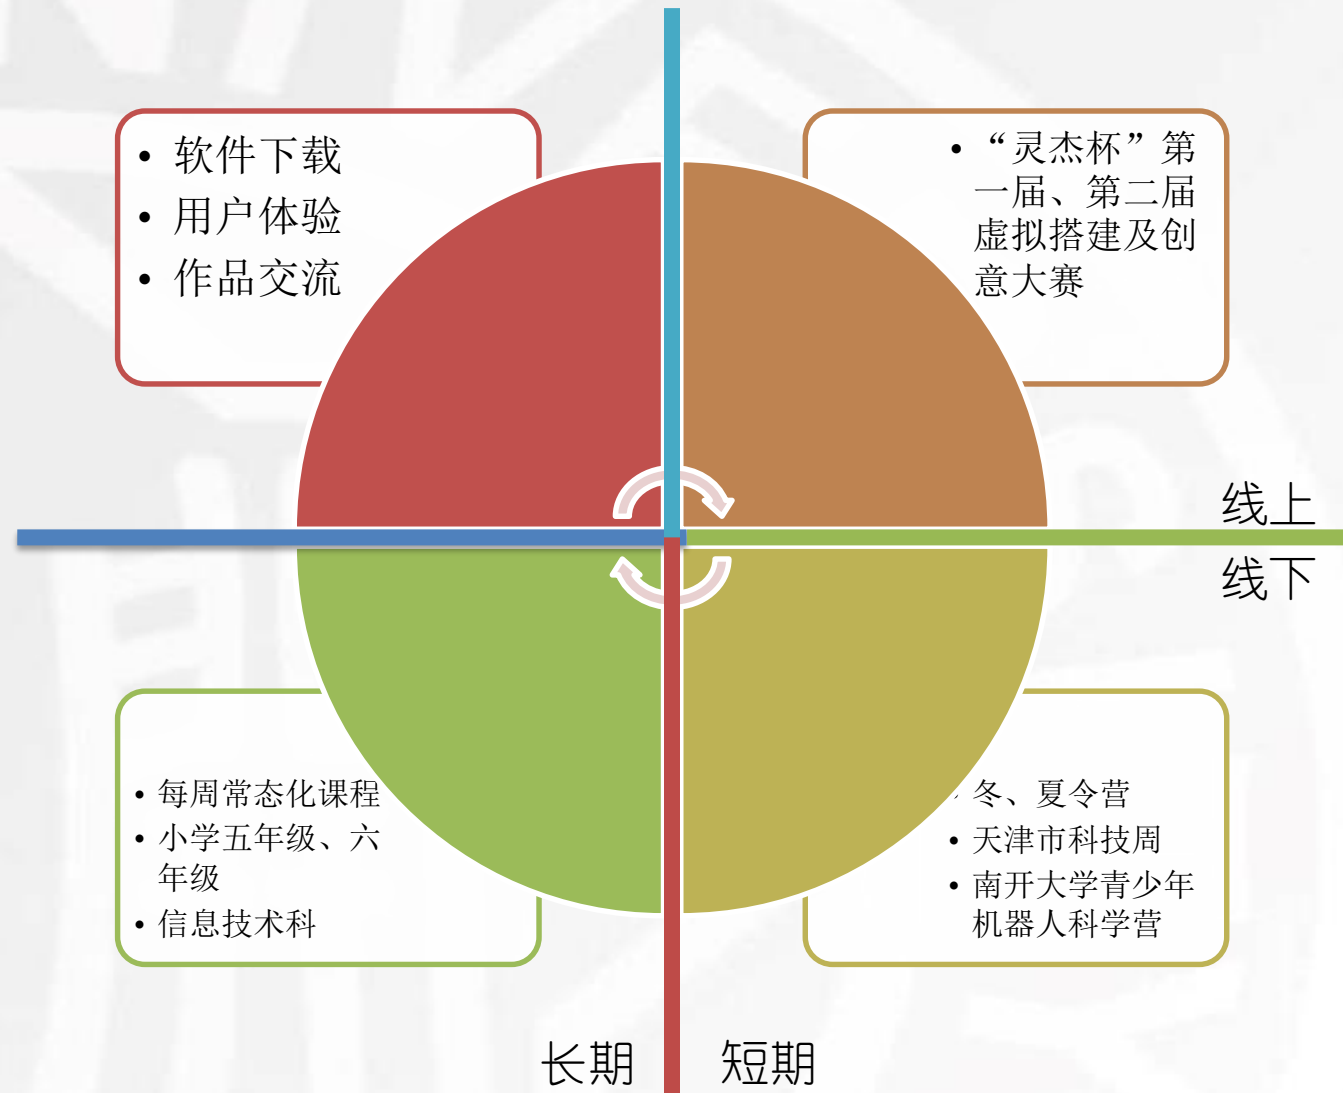 • 软件下载
• 用户体验
• 作品交流
• “灵杰杯”第
一届、第二届
虚拟搭建及创
意大赛
线上
线下
• 每周常态化课程
• 小学五年级、六
年级
• 信息技术科
• 冬、夏令营
• 天津市科技周
• 南开大学青少年
机器人科学营
长期
短期